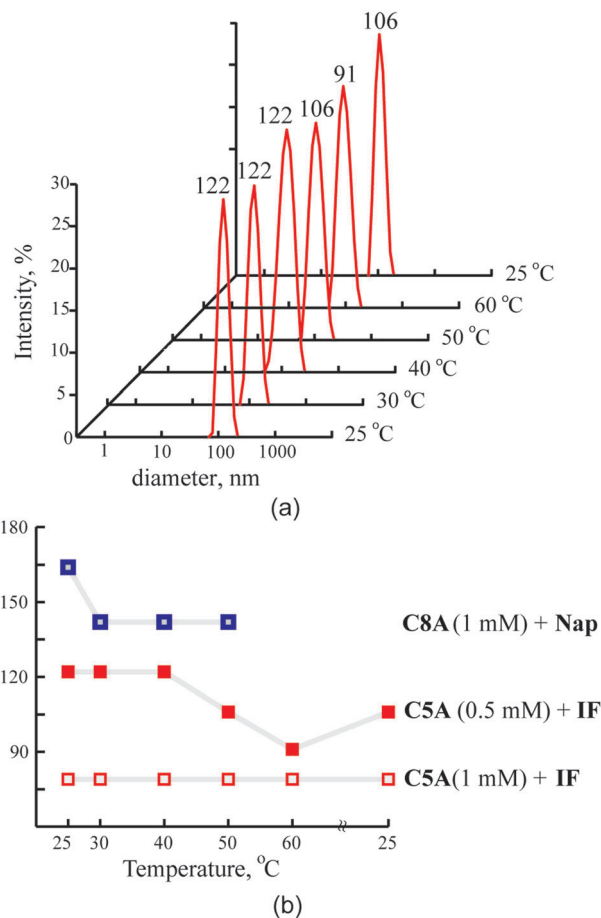 106
91
106
122
122
122
30
25
20
15
10
5
0
Intensity, %
25 °C
60 °C
50 °C
40 °C
30 °C
25 °C
1 10 100 1000
diameter, nm
(a)
180
150
120
90
C8A (1 mM) + Nap
C5A (0.5 mM) + IF
C5A(1 mM) + IF
25 30 40 50 60 ≈ 25
Temperature, °C
(b)